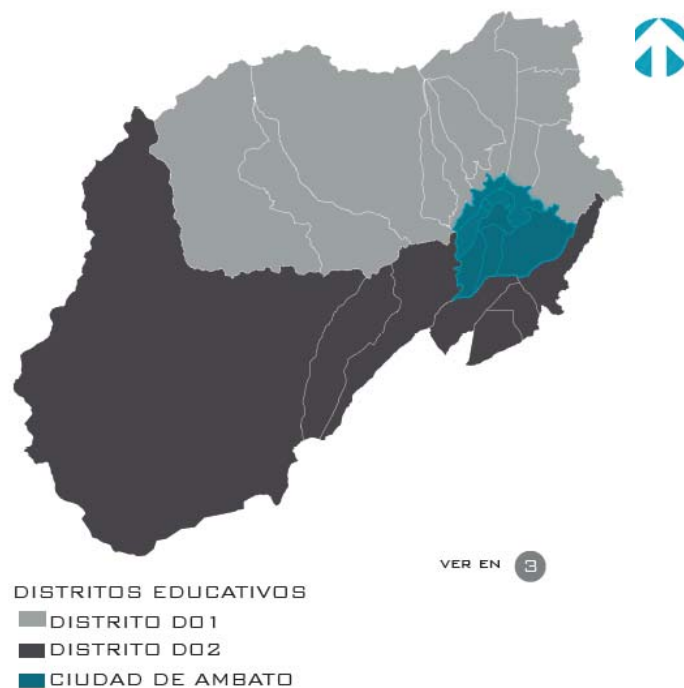 VER EN 3
DISTRITOS EDUCATIVOS
DISTRITO D01
DISTRITO D02
CIUDAD DE AMBATO